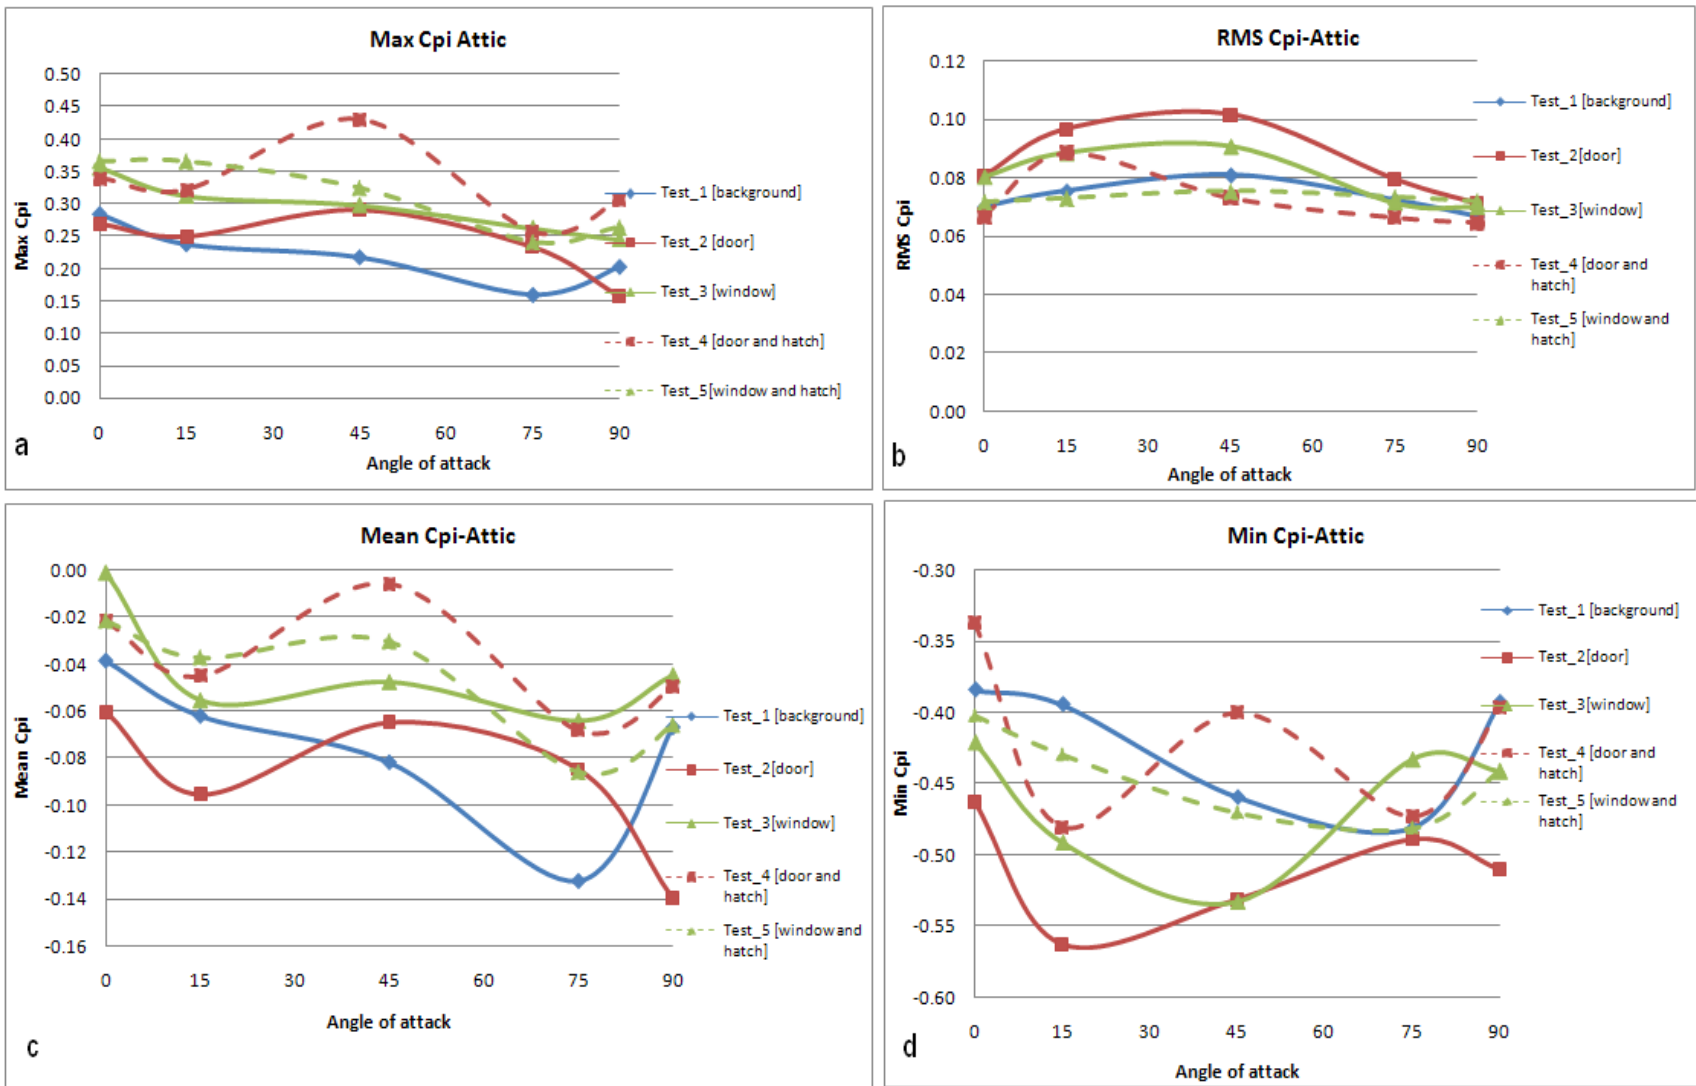 Max Cpi Attic
0.50
0.45
0.40
0.35
0.30
0.25
0.20
0.15
0.10
0.05
0.00
Max Cpi
0 15 30 45 60 75 90
Angle of attack
Test_1 [background]
Test_2 [door]
Test_3 [window]
Test_4 [door and hatch]
Test_5[window and hatch]
a
RMS Cpi-Attic
0.12
0.10
0.08
0.06
0.04
0.02
0.00
RMS Cpi
0 15 30 45 60 75 90
Angle of attack
Test_1 [background]
Test_2[door]
Test_3[window]
Test_4 [door and
hatch]
Test_5 [window and
hatch]
b
Mean Cpi-Attic
0.00
-0.02
-0.04
-0.06
-0.08
-0.10
-0.12
-0.14
-0.16
Mean Cpi
0 15 30 45 60 75 90
Angle of attack
Test_1 [background]
Test_2[door]
Test_3[window]
Test_4 [door and
hatch]
Test_5 [window and
hatch]
c
Min Cpi-Attic
-0.30
-0.35
-0.40
-0.45
-0.50
-0.55
-0.60
Min Cpi
0 15 30 45 60 75 90
Angle of attack
Test_1 [background]
Test_2[door]
Test_3[window]
Test_4 [door and
hatch]
Test_5 [window and
hatch]
d